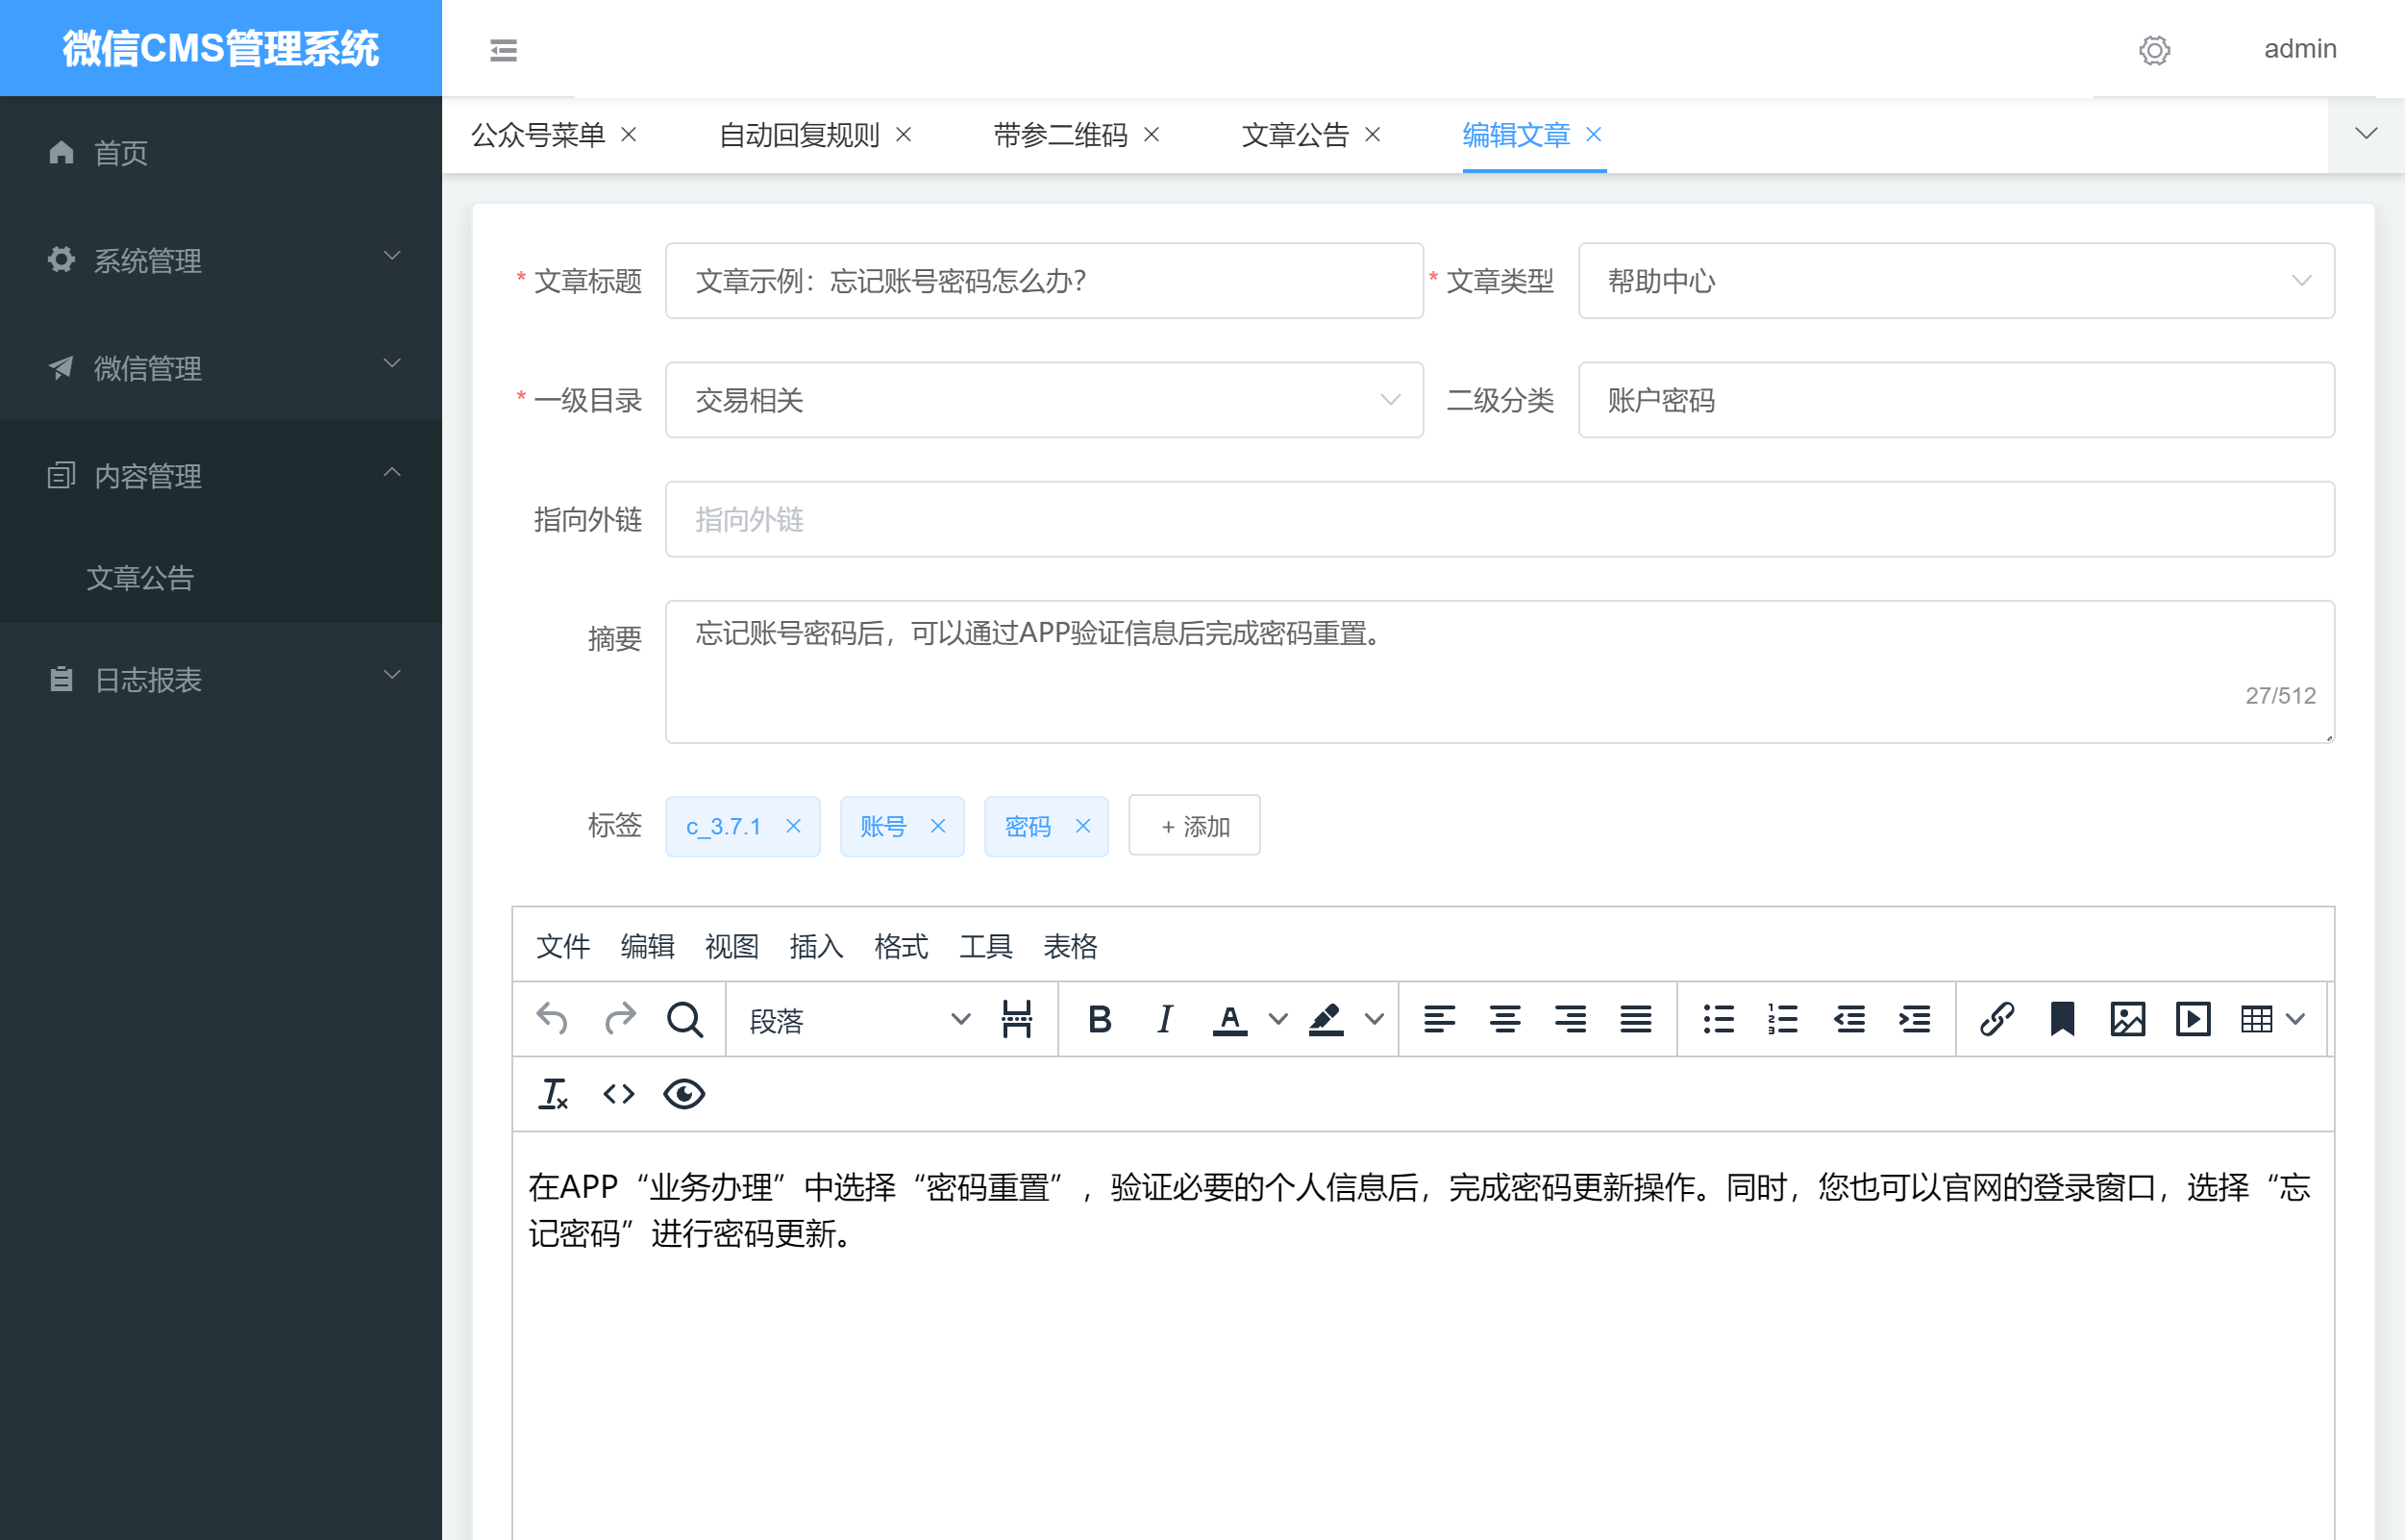 微信CMS管理系统
admin
公众号菜单
自动回复规则
带参二维码
文章公告
编辑文章
首页
系统管理
微信管理
内容管理
文章公告
日志报表
* 文章标题
文章示例：忘记账号密码怎么办？
* 文章类型
帮助中心
* 一级目录
交易相关
二级分类
账户密码
指向外链
指向外链
摘要
忘记账号密码后，可以通过APP验证信息后完成密码重置。
27/512
标签
c_3.7.1
账号
密码
+ 添加
文件 编辑 视图 插入 格式 工具 表格
段落
在APP“业务办理”中选择“密码重置”，验证必要的个人信息后，完成密码更新操作。同时，您也可以官网的登录窗口，选择“忘
记密码”进行密码更新。